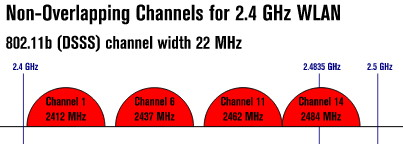 Non-Overlapping Channels for 2.4 GHz WLAN
802.11b (DSSS) channel width 22 MHz
2.4 GHz
2.4835 GHz
2.5 GHz
Channel 1
2412 MHz
Channel 6
2437 MHz
Channel 11
2462 MHz
Channel 14
2484 MHz